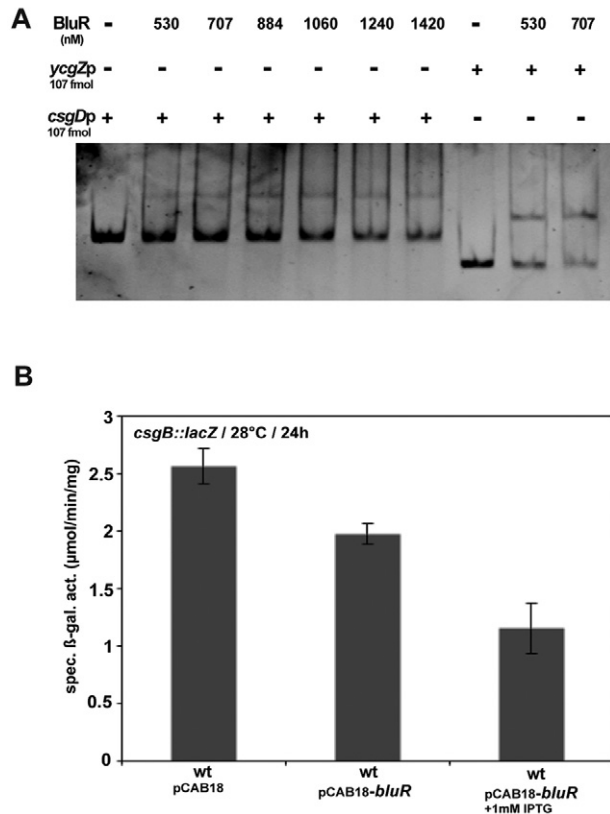 A
BluR - 530 707 884 1060 1240 1420 - 530 707
(nM)
ycgZp - - - - - - - + + +
107 fmol
csgDp + + + + + + + - - -
107 fmol
B
3
csgB::lacZ / 28°C / 24h
2.5
2
1.5
1
0.5
0
spec. ß-gal. act. (µmol/min/mg)
wt wt wt
pCAB18 pCAB18-bluR pCAB18-bluR
+1mM IPTG